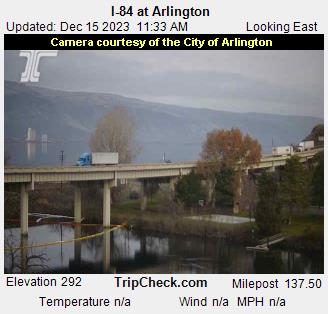 I-84 at Arlington
Updated: Dec 15 2023 11:33 AM Looking East
Camera courtesy of the City of Arlington
Elevation 292 TripCheck.com Milepost 137.50
Temperature n/a Wind n/a MPH n/a